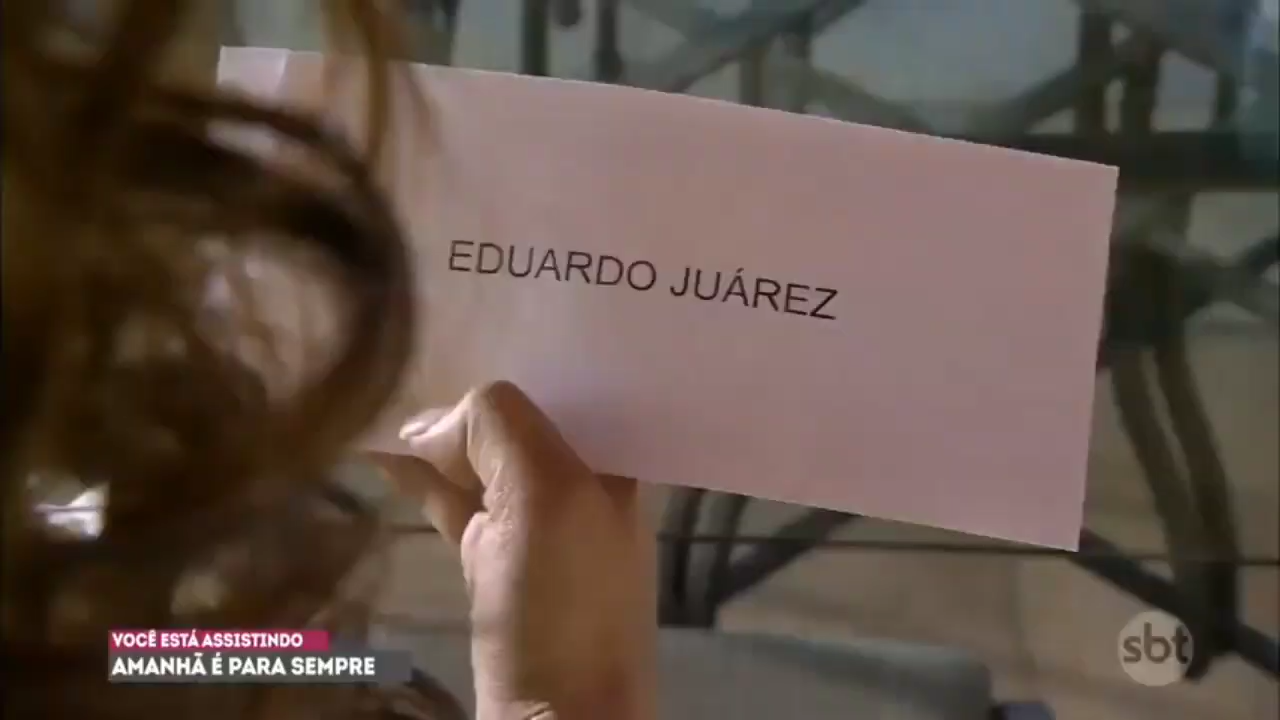 EDUARDO JUÁREZ
VOCÊ ESTÁ ASSISTINDO
AMANHÃ É PARA SEMPRE
sbt